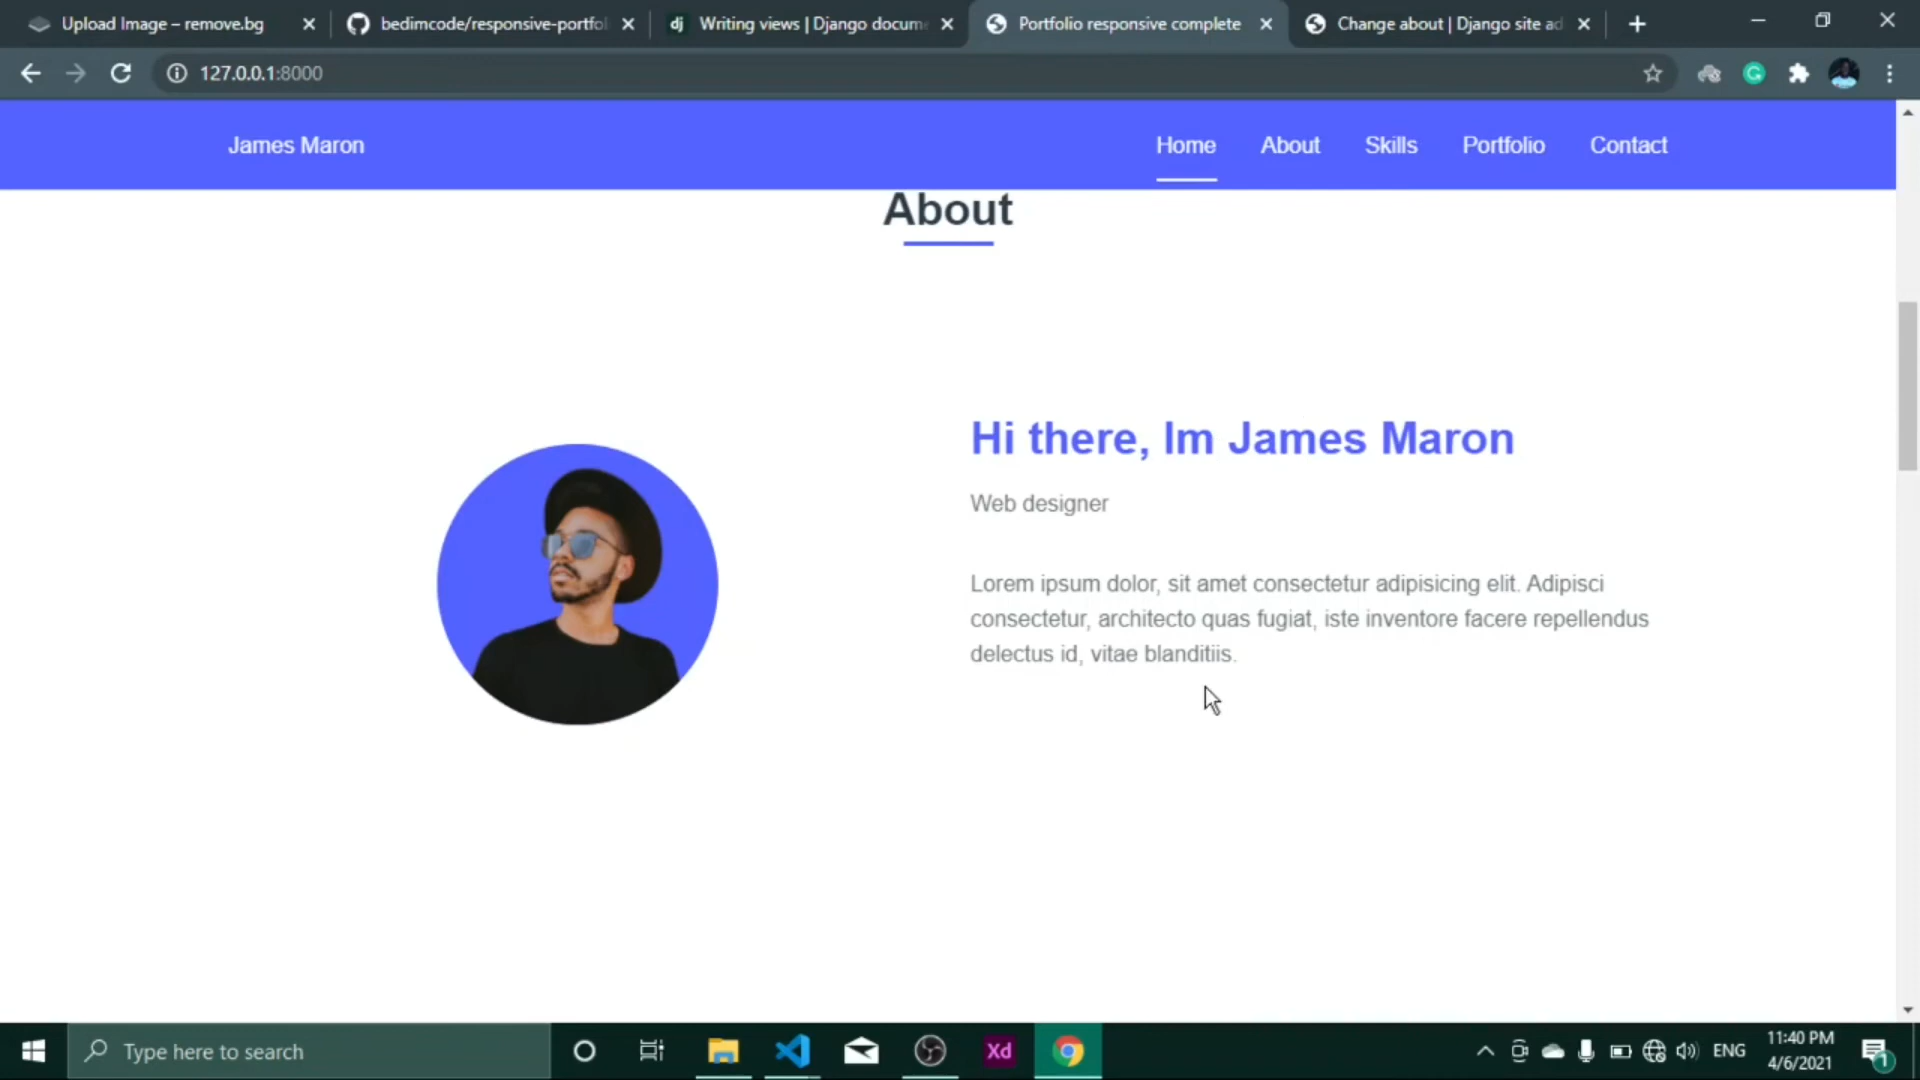 Upload Image – remove.bg
bedimcode/responsive-portfol
dj Writing views | Django docume
Portfolio responsive complete
Change about | Django site ad
127.0.0.1:8000
James Maron
Home
About
Skills
Portfolio
Contact
About
Hi there, Im James Maron
Web designer
Lorem ipsum dolor, sit amet consectetur adipisicing elit. Adipisci
consectetur, architecto quas fugiat, iste inventore facere repellendus
delectus id, vitae blanditiis.
Type here to search
Xd
ENG
11:40 PM
4/6/2021
1